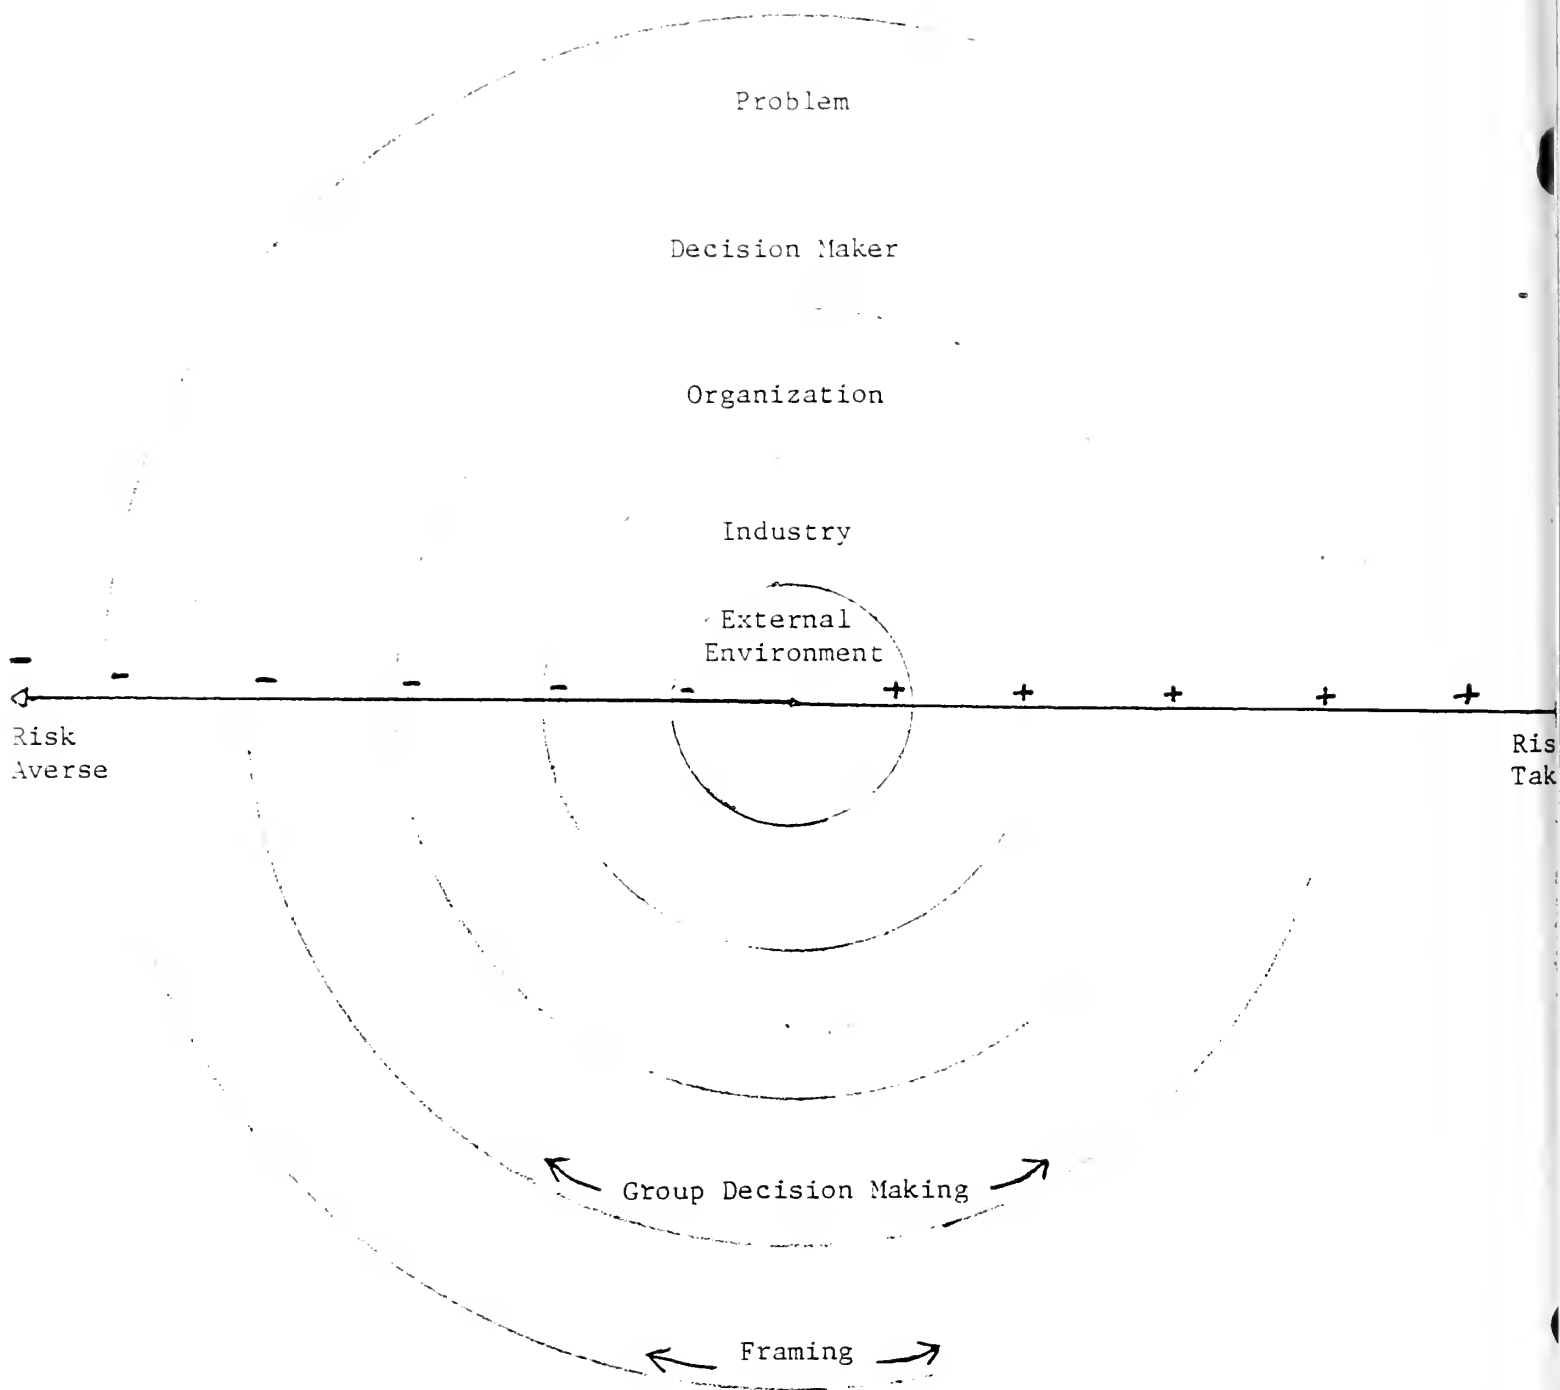 Problem
Decision Maker
Organization
Industry
External
Environment
- - - - - - + + + + +
Risk
Averse
Ris
Tak
Group Decision Making
Framing